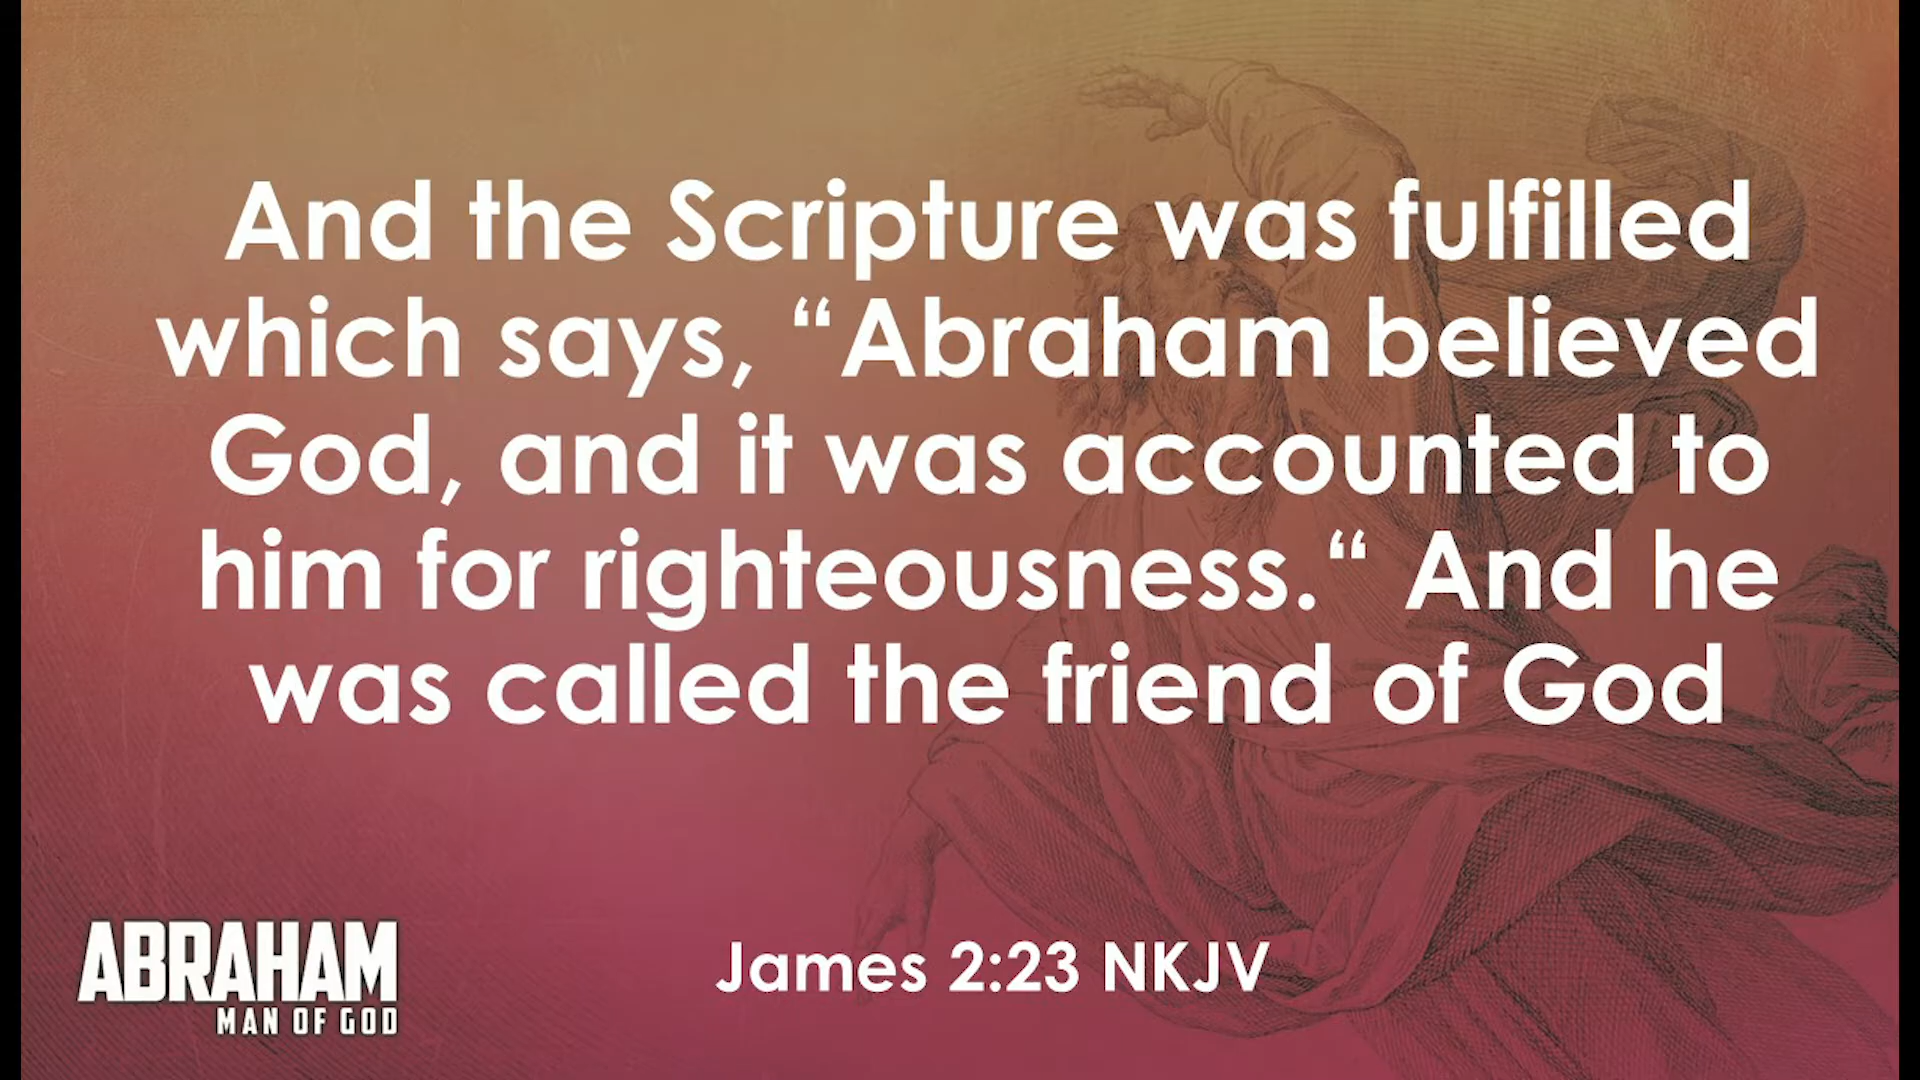 And the Scripture was fulfilled
which says, “Abraham believed
God, and it was accounted to
him for righteousness.“ And he
was called the friend of God
ABRAHAM
MAN OF GOD
James 2:23 NKJV